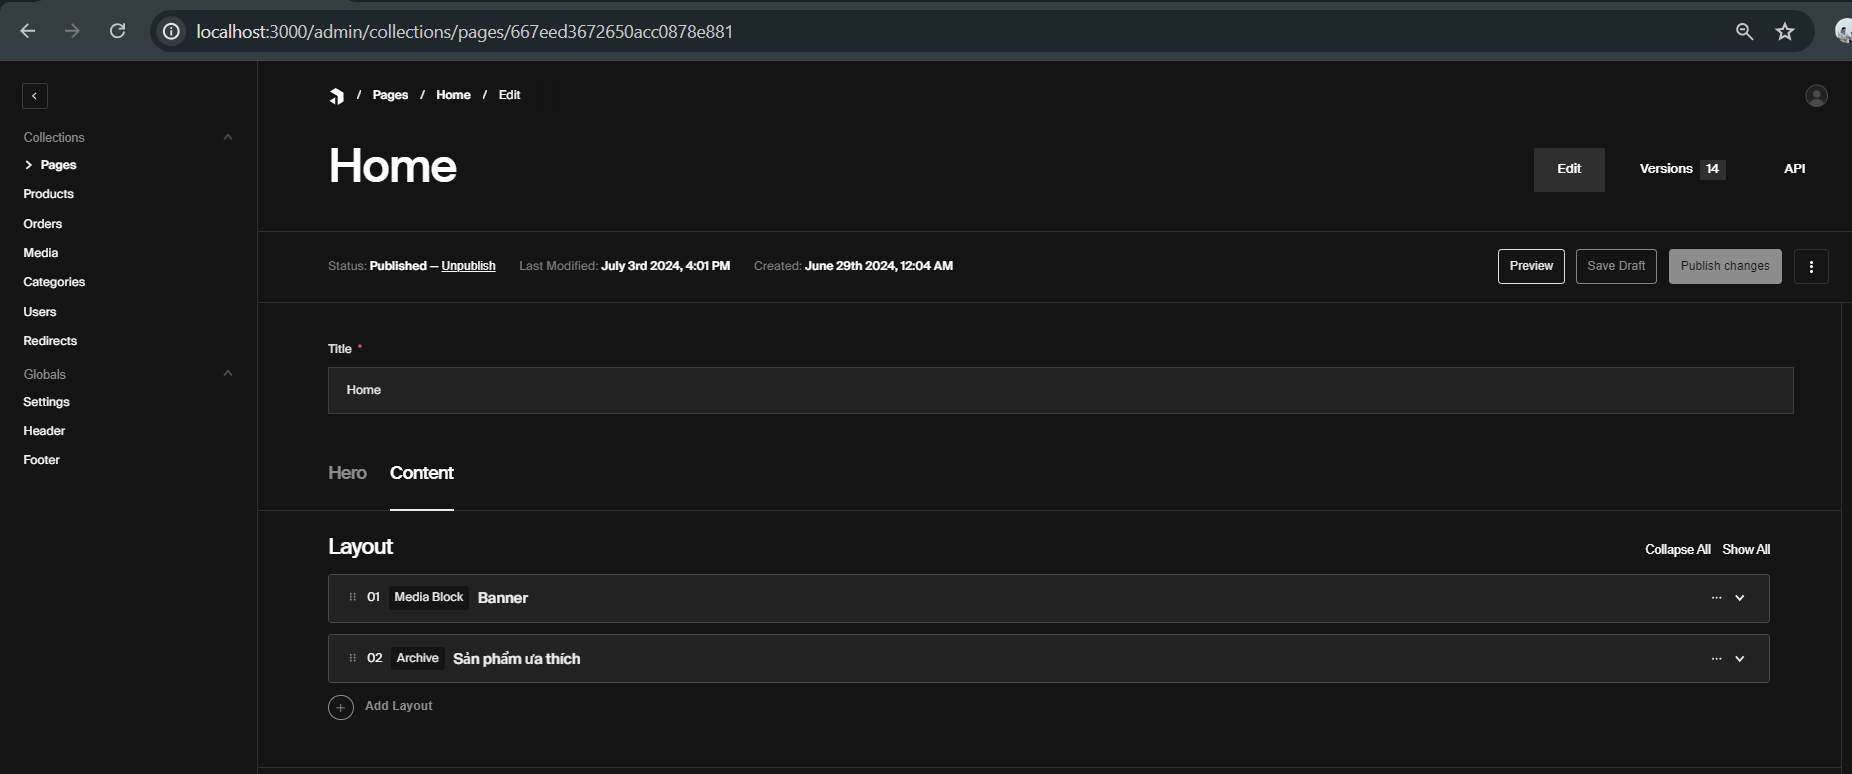 localhost:3000/admin/collections/pages/667eed3672650acc0878e881
/ Pages / Home / Edit
Collections
Pages
Products
Orders
Media
Categories
Users
Redirects
Globals
Settings
Header
Footer
Home
Edit
Versions 14
API
Status: Published — Unpublish
Last Modified: July 3rd 2024, 4:01 PM
Created: June 29th 2024, 12:04 AM
Preview
Save Draft
Publish changes
Title *
Home
Hero
Content
Layout
Collapse All
Show All
01 Media Block Banner
02 Archive Sản phẩm ưa thích
Add Layout